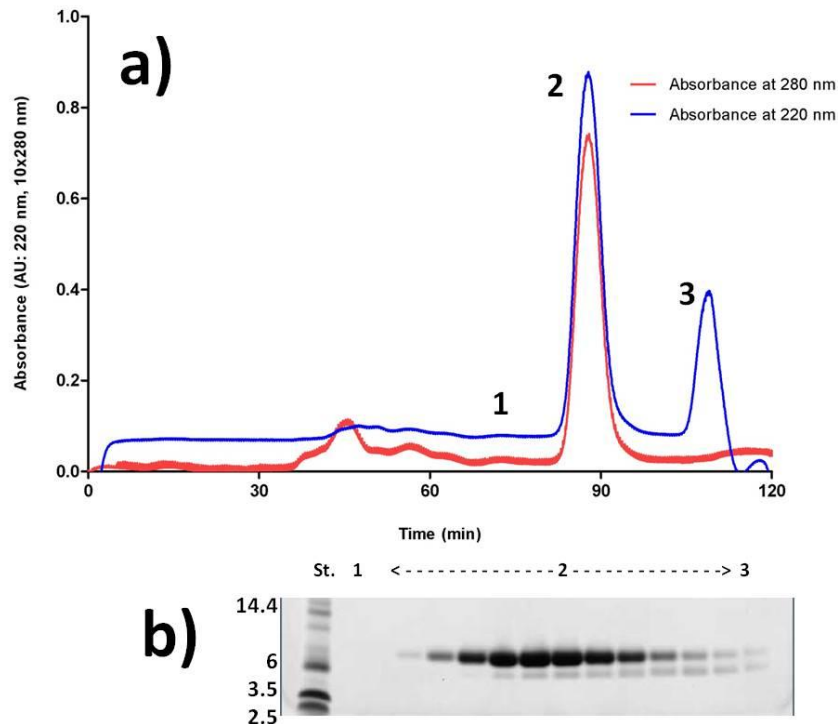 a)
1.0
0.8
0.6
0.4
0.2
0.0
Absorbance (AU: 220 nm, 10x280 nm)
Absorbance at 280 nm
Absorbance at 220 nm
1
2
3
0 30 60 90 120
Time (min)
St. 1 <- - - - - - - - - - - - - - -2- - - - - - - - - - - - - -> 3
b)
14.4
6
3.5
2.5